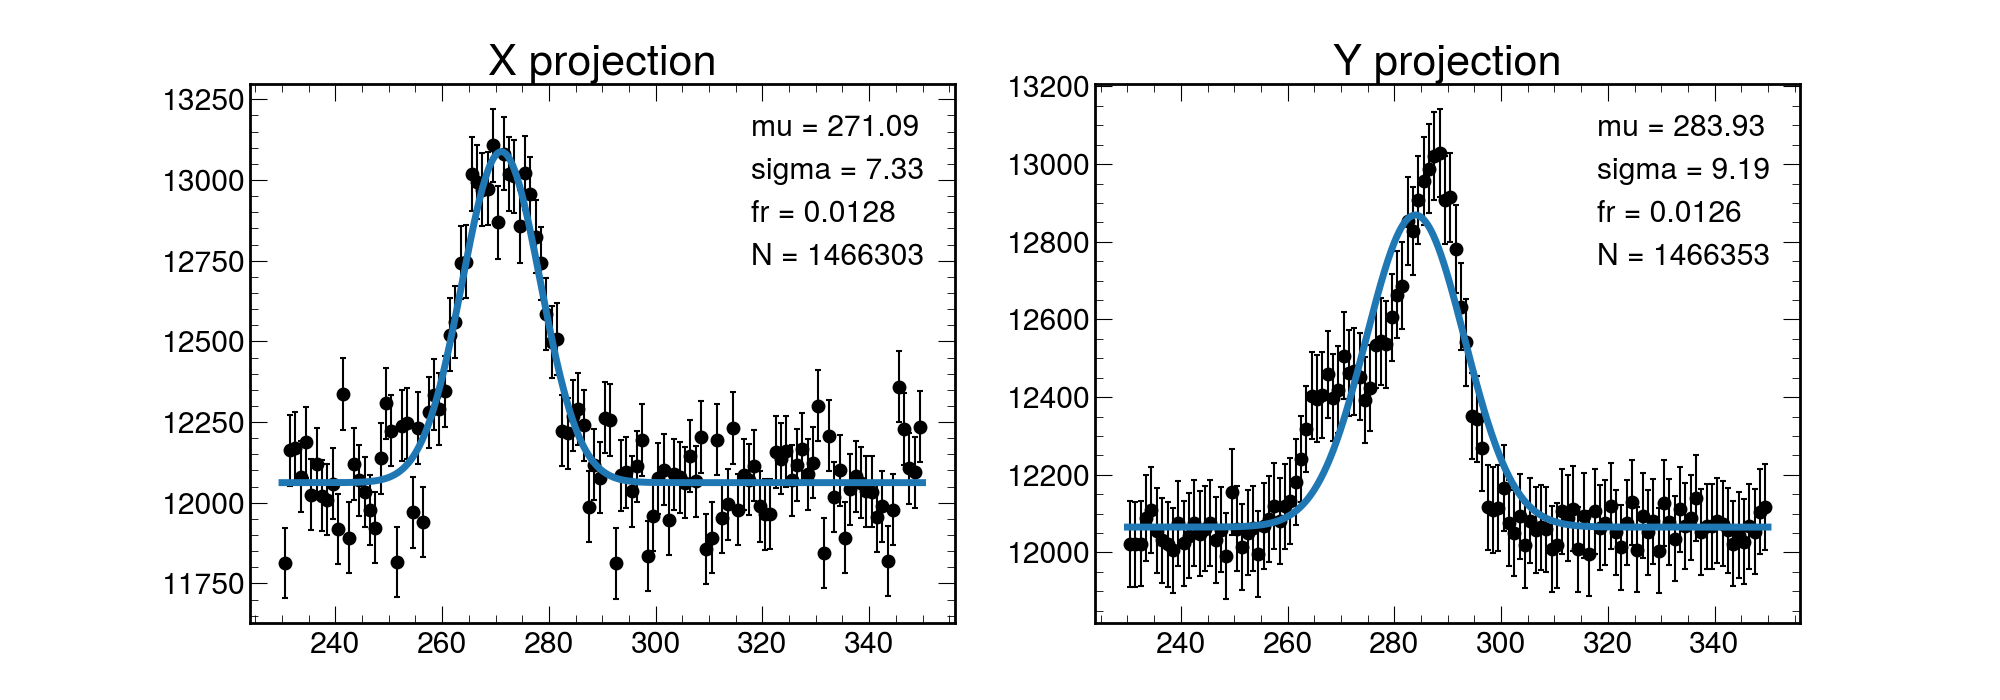 X projection
13250
13000
12750
12500
12250
12000
11750
mu = 271.09
sigma = 7.33
fr = 0.0128
N = 1466303
240 260 280 300 320 340
Y projection
13200
13000
12800
12600
12400
12200
12000
mu = 283.93
sigma = 9.19
fr = 0.0126
N = 1466353
240 260 280 300 320 340